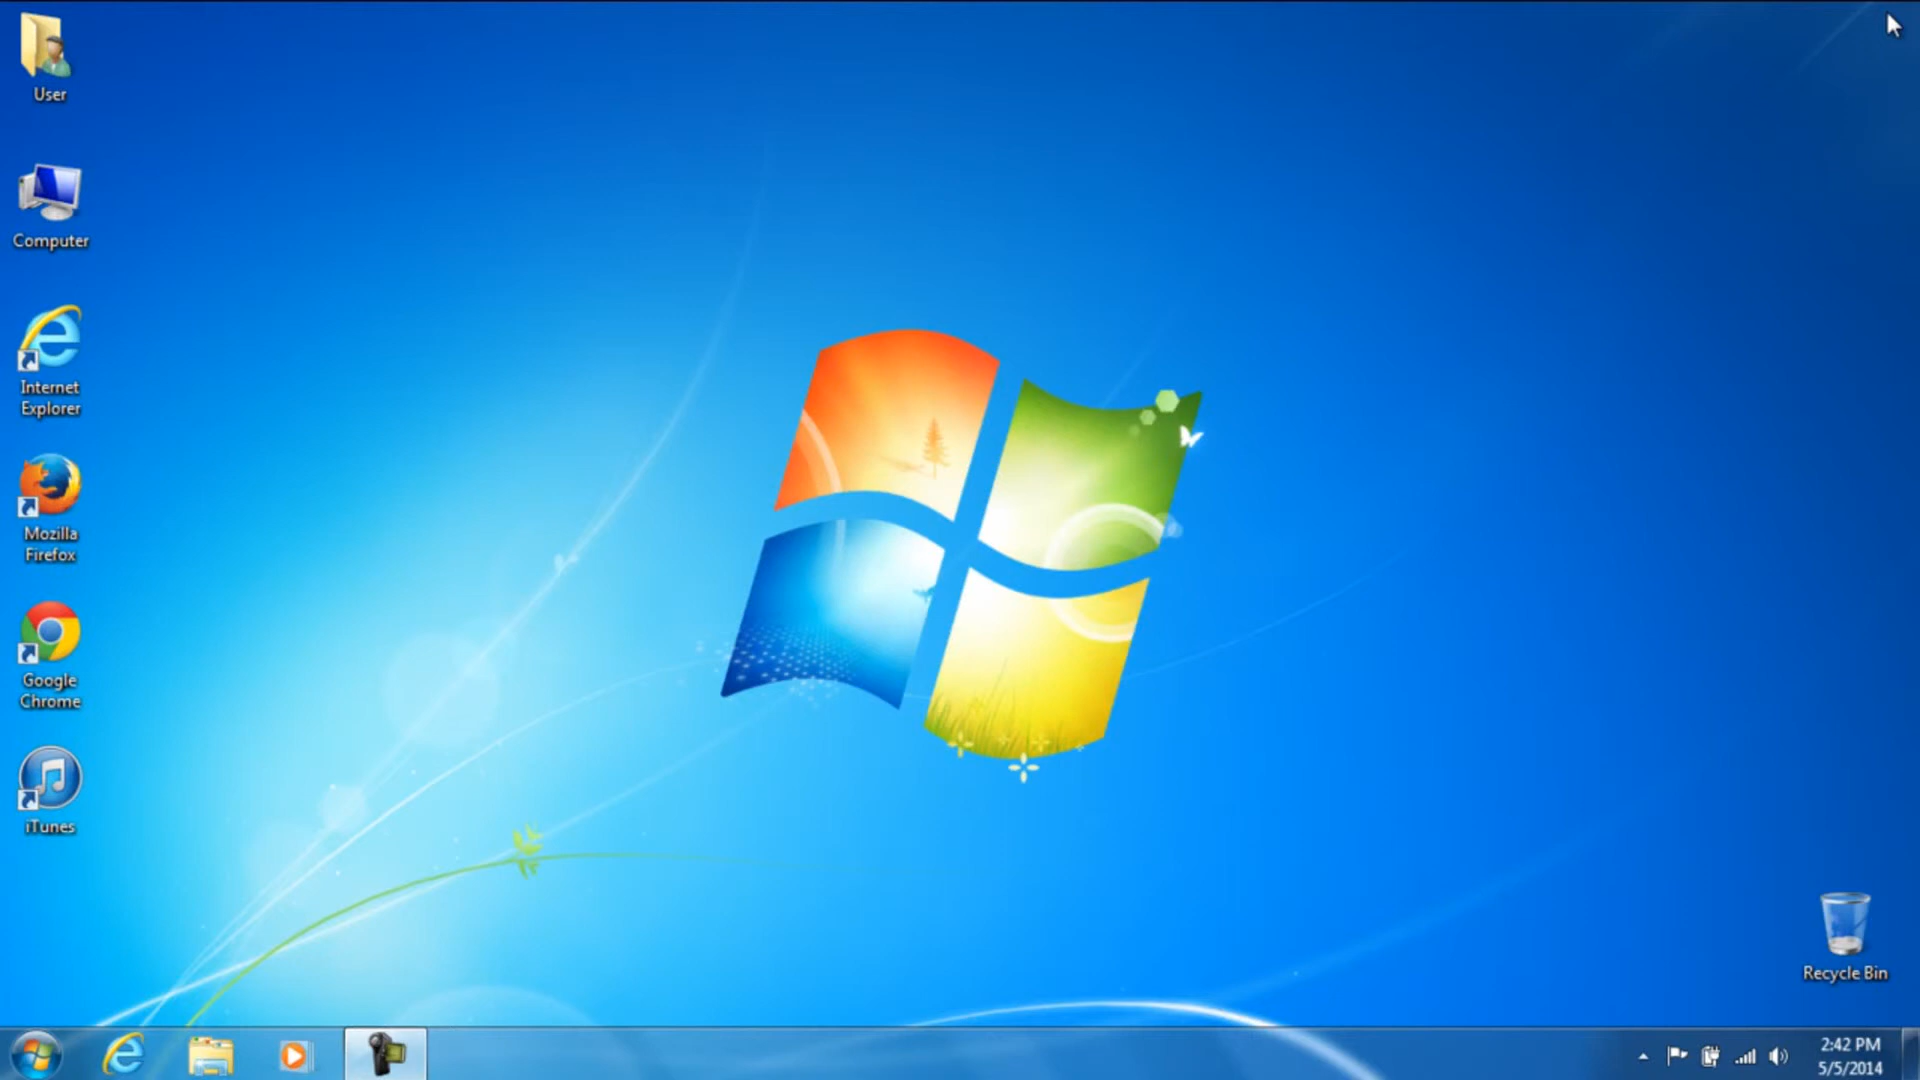 User
Computer
Internet
Explorer
Mozilla
Firefox
Google
Chrome
iTunes
Recycle Bin
2:42 PM
5/5/2014